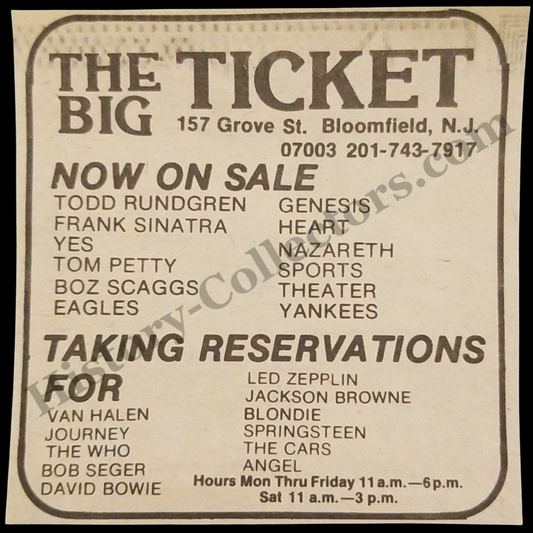 THE BIG TICKET
157 Grove St. Bloomfield, N.J.
07003 201-743-7917
NOW ON SALE
TODD RUNDGREN
FRANK SINATRA
YES
TOM PETTY
BOZ SCAGGS
EAGLES
GENESIS
HEART
NAZARETH
SPORTS
THEATER
YANKEES
TAKING RESERVATIONS
FOR
VAN HALEN
JOURNEY
THE WHO
BOB SEGER
DAVID BOWIE
LED ZEPPLIN
JACKSON BROWNE
BLONDIE
SPRINGSTEEN
THE CARS
ANGEL
Hours Mon Thru Friday 11 a.m.—6 p.m.
Sat 11 a.m.—3 p.m.
History-Collectors.com